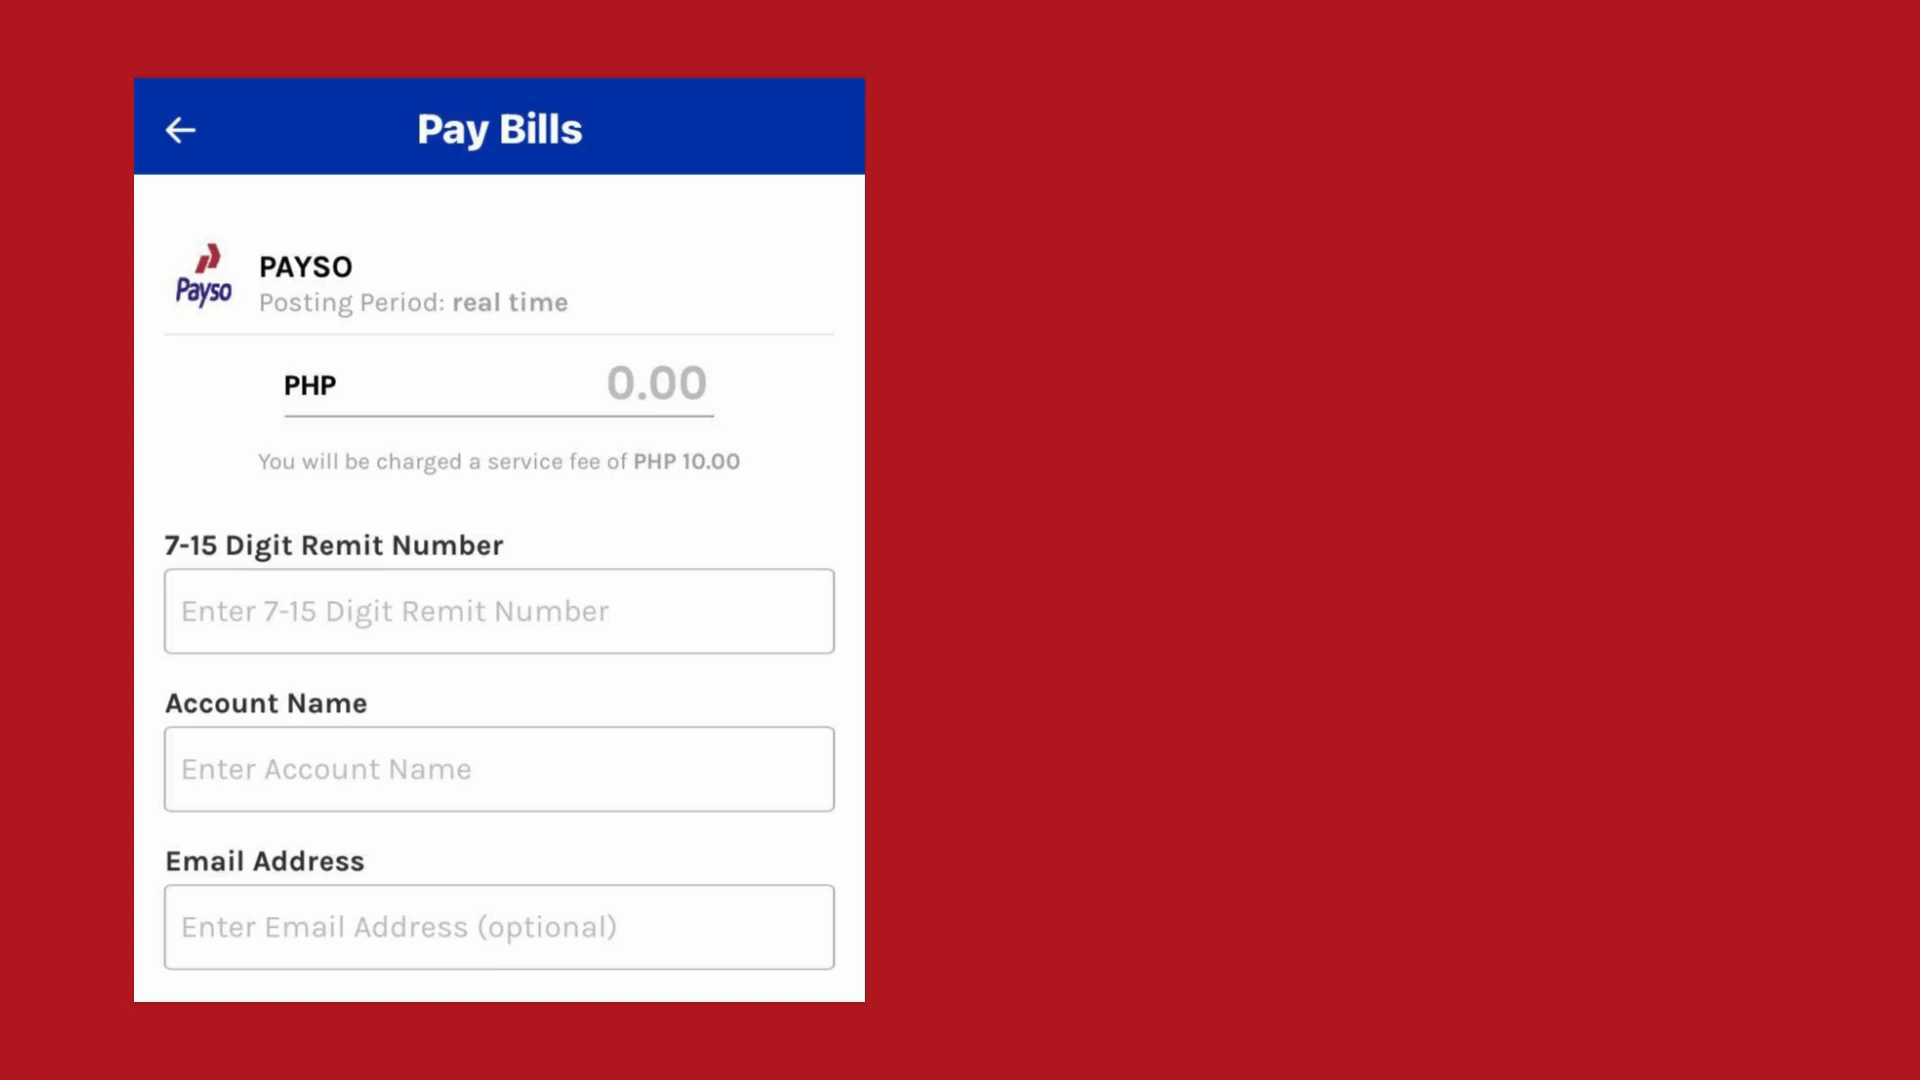 Pay Bills
Payso
PAYSO
Posting Period: real time
PHP 0.00
You will be charged a service fee of PHP 10.00
7-15 Digit Remit Number
Enter 7-15 Digit Remit Number
Account Name
Enter Account Name
Email Address
Enter Email Address (optional)